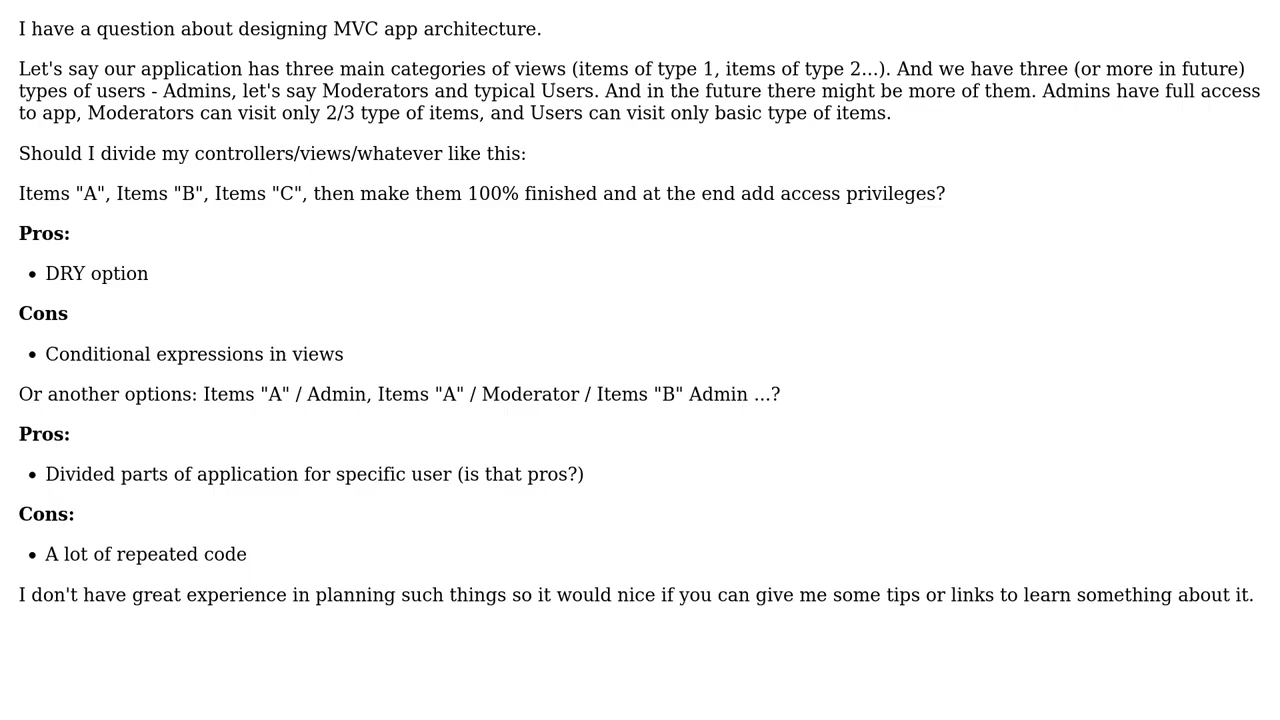 I have a question about designing MVC app architecture.
Let's say our application has three main categories of views (items of type 1, items of type 2...). And we have three (or more in future)
types of users - Admins, let's say Moderators and typical Users. And in the future there might be more of them. Admins have full access
to app, Moderators can visit only 2/3 type of items, and Users can visit only basic type of items.
Should I divide my controllers/views/whatever like this:
Items "A", Items "B", Items "C", then make them 100% finished and at the end add access privileges?
Pros:
• DRY option
Cons
• Conditional expressions in views
Or another options: Items "A" / Admin, Items "A" / Moderator / Items "B" Admin ...?
Pros:
• Divided parts of application for specific user (is that pros?)
Cons:
• A lot of repeated code
I don't have great experience in planning such things so it would nice if you can give me some tips or links to learn something about it.